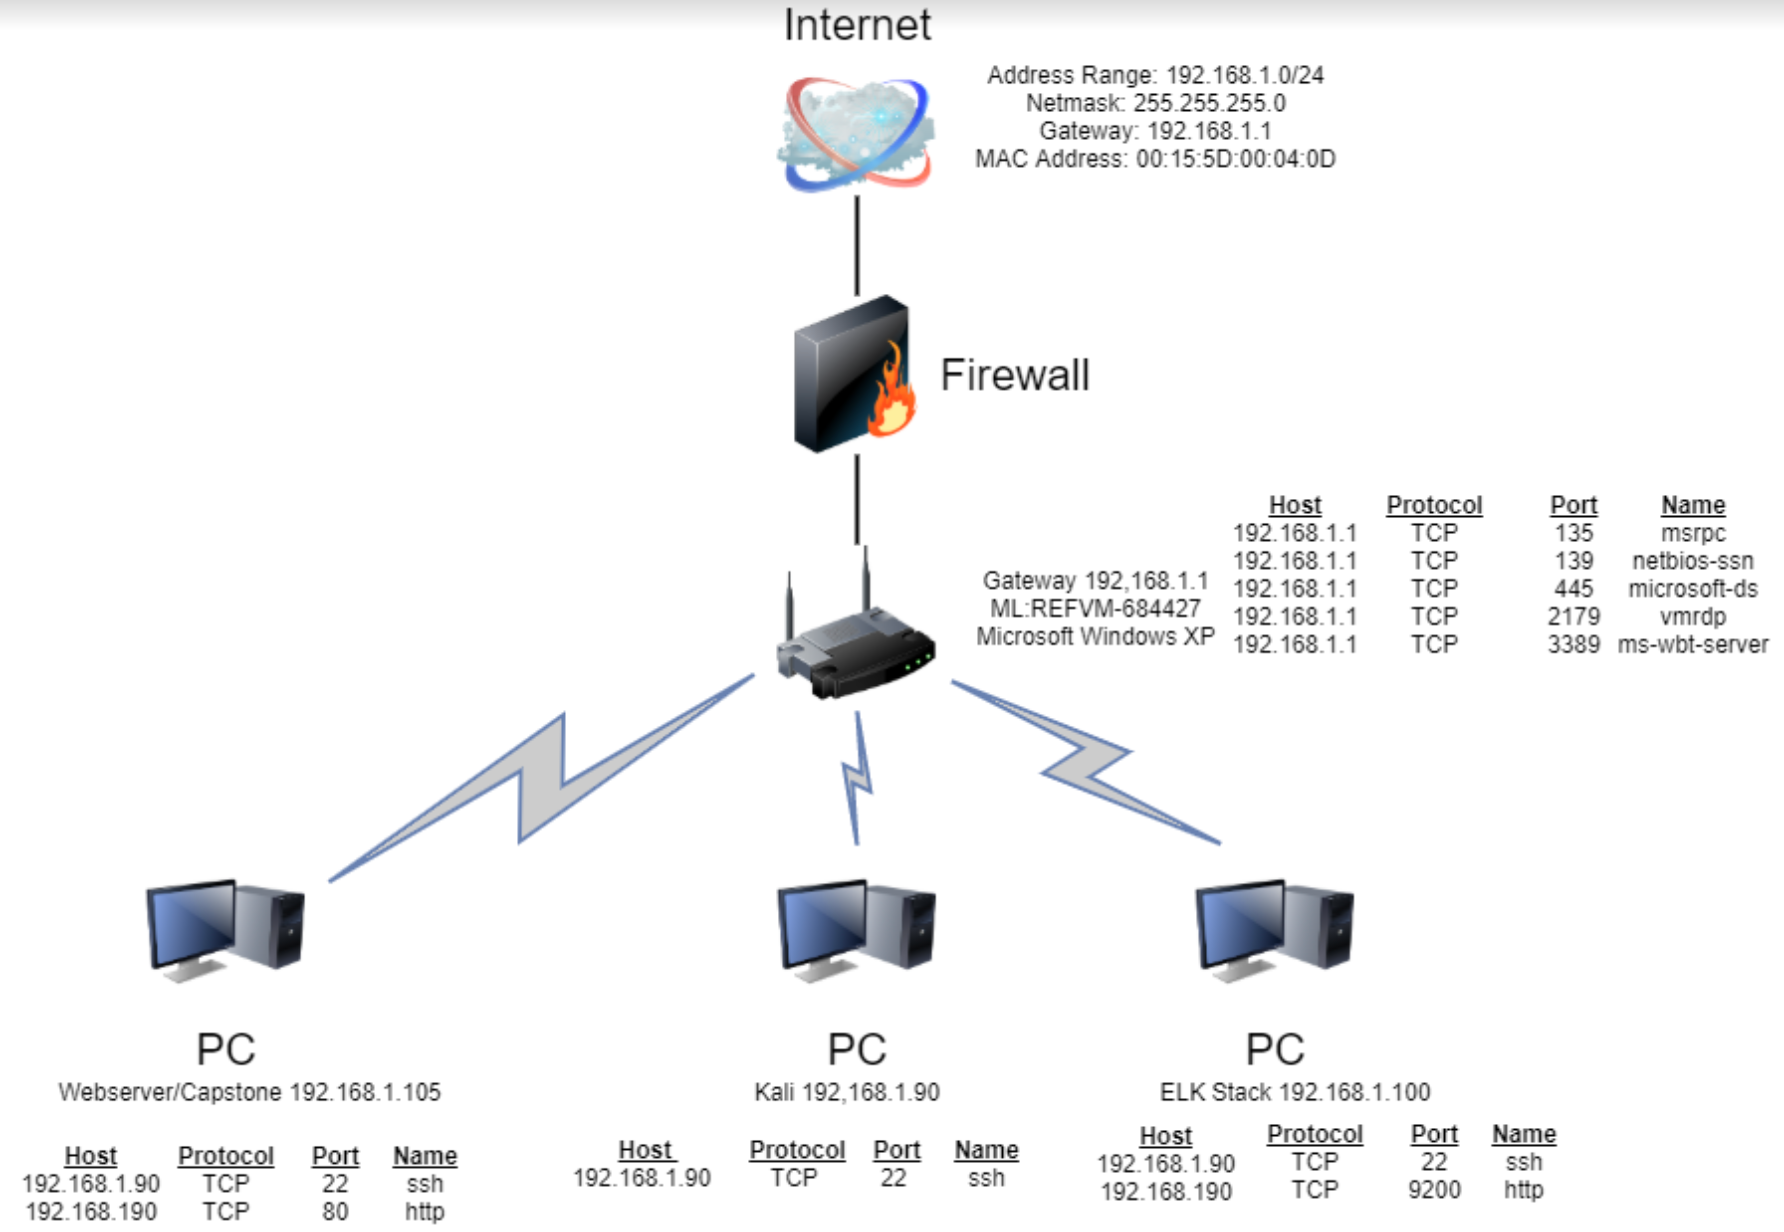 Internet
Address Range: 192.168.1.0/24
Netmask: 255.255.255.0
Gateway: 192.168.1.1
MAC Address: 00:15:5D:00:04:0D
Firewall
Gateway 192,168.1.1
ML:REFVM-684427
Microsoft Windows XP
Host Protocol Port Name
192.168.1.1 TCP 135 msrpc
192.168.1.1 TCP 139 netbios-ssn
192.168.1.1 TCP 445 microsoft-ds
192.168.1.1 TCP 2179 vmrdp
192.168.1.1 TCP 3389 ms-wbt-server
PC
Webserver/Capstone 192.168.1.105
Host Protocol Port Name
192.168.1.90 TCP 22 ssh
192.168.190 TCP 80 http
PC
Kali 192,168.1.90
Host Protocol Port Name
192.168.1.90 TCP 22 ssh
PC
ELK Stack 192.168.1.100
Host Protocol Port Name
192.168.1.90 TCP 22 ssh
192.168.190 TCP 9200 http